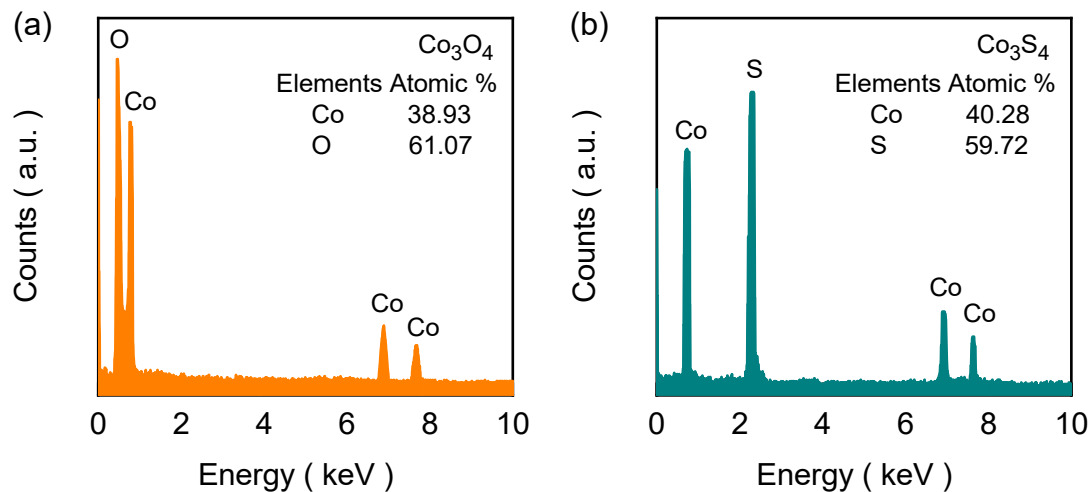 (a)
O
Co₃O₄
Elements Atomic %
Co
Co 38.93
O 61.07
Co
Co
Counts ( a.u. )
0 2 4 6 8 10
Energy ( keV )
(b)
Co₃S₄
S
Elements Atomic %
Co 40.28
Co
S 59.72
Co
Co
Counts ( a.u. )
0 2 4 6 8 10
Energy ( keV )